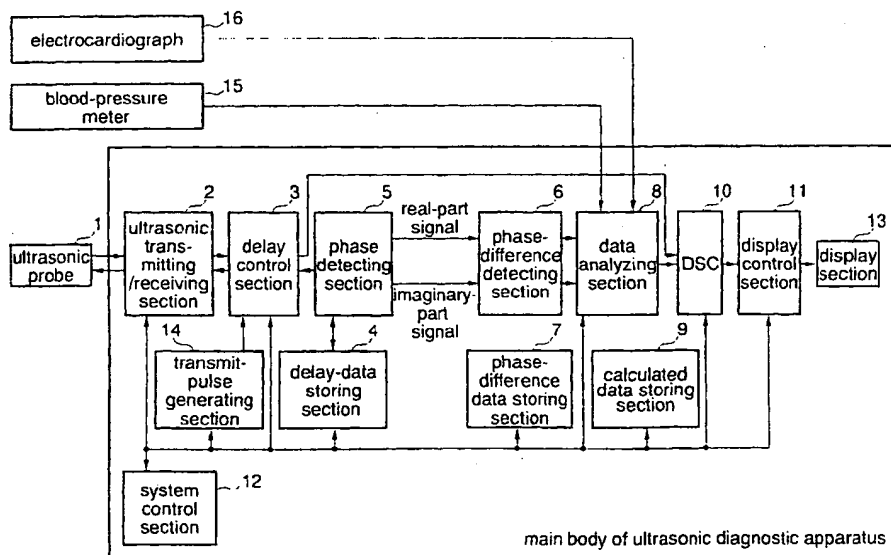 16
electrocardiograph
15
blood-pressure
meter
1
ultrasonic
probe
2
ultrasonic
trans-
mitting
/receiving
section
3
delay
control
section
5
phase
detecting
section
real-part
signal
imaginary-
part
signal
6
phase-
difference
detecting
section
8
data
analyzing
section
10
DSC
11
display
control
section
13
display
section
14
transmit-
pulse
generating
section
4
delay-data
storing
section
7
phase-
difference
data storing
section
9
calculated
data storing
section
12
system
control
section
main body of ultrasonic diagnostic apparatus